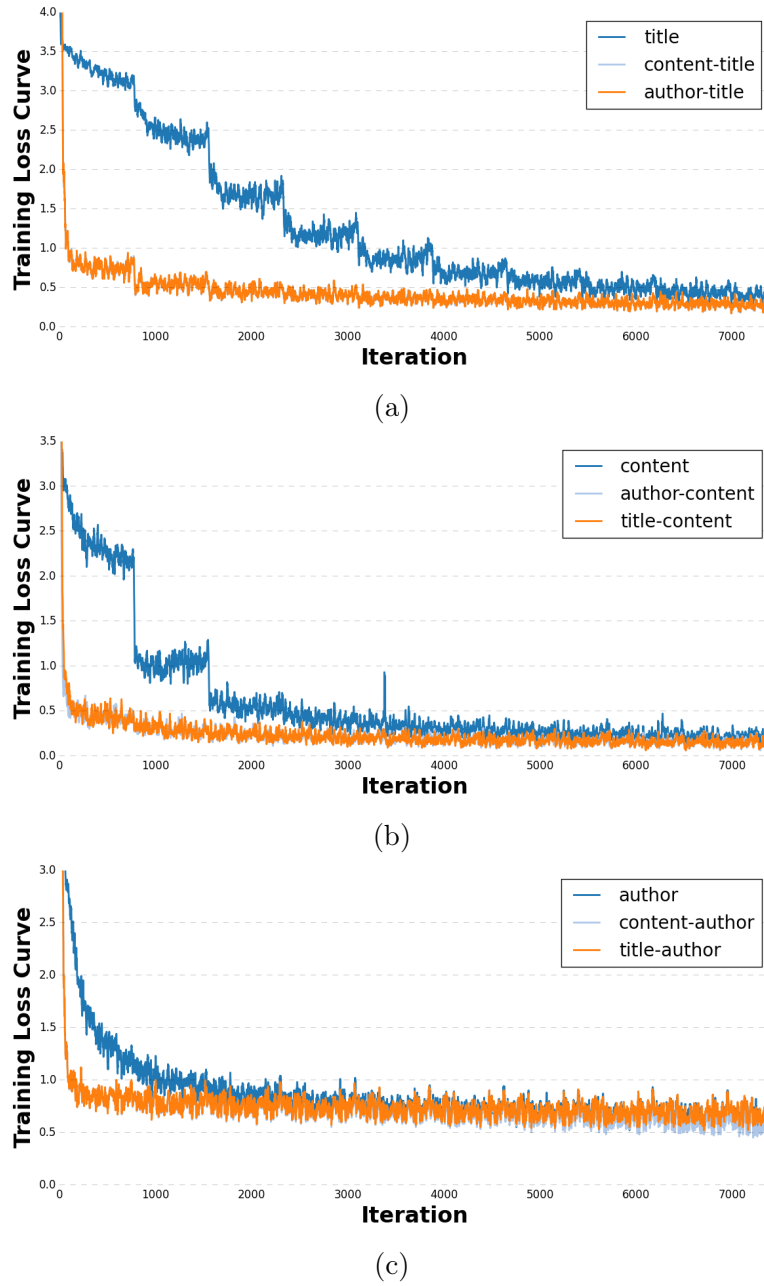 4.0
3.5
3.0
2.5
2.0
1.5
1.0
0.5
0.0
Training Loss Curve
title
content-title
author-title
0 1000 2000 3000 4000 5000 6000 7000
Iteration
(a)
3.5
3.0
2.5
2.0
1.5
1.0
0.5
0.0
Training Loss Curve
content
author-content
title-content
0 1000 2000 3000 4000 5000 6000 7000
Iteration
(b)
3.0
2.5
2.0
1.5
1.0
0.5
0.0
Training Loss Curve
author
content-author
title-author
0 1000 2000 3000 4000 5000 6000 7000
Iteration
(c)